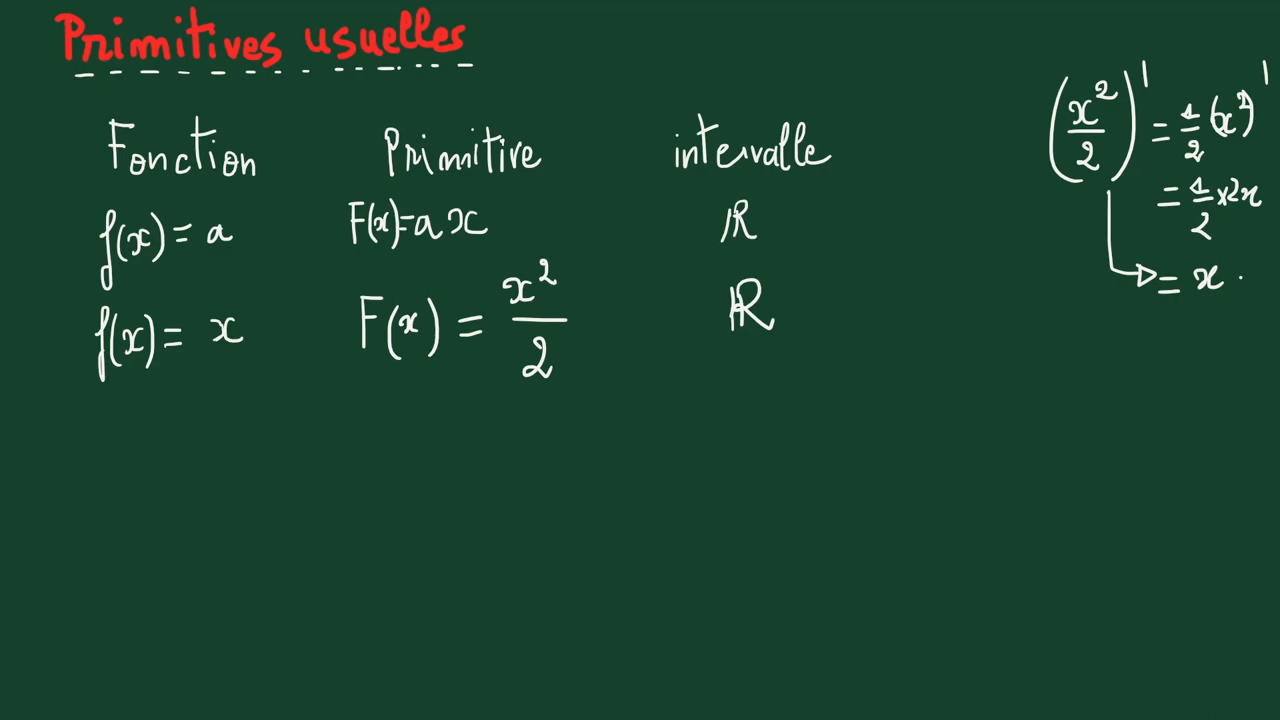 Primitives usuelles
Fonction Primitive intervalle
f(x) = a F(x) = ax ℝ
f(x) = x F(x) = x²/2 ℝ
(x²/2)' = 1/2 (x²)'
= 1/2 × 2x
= x.